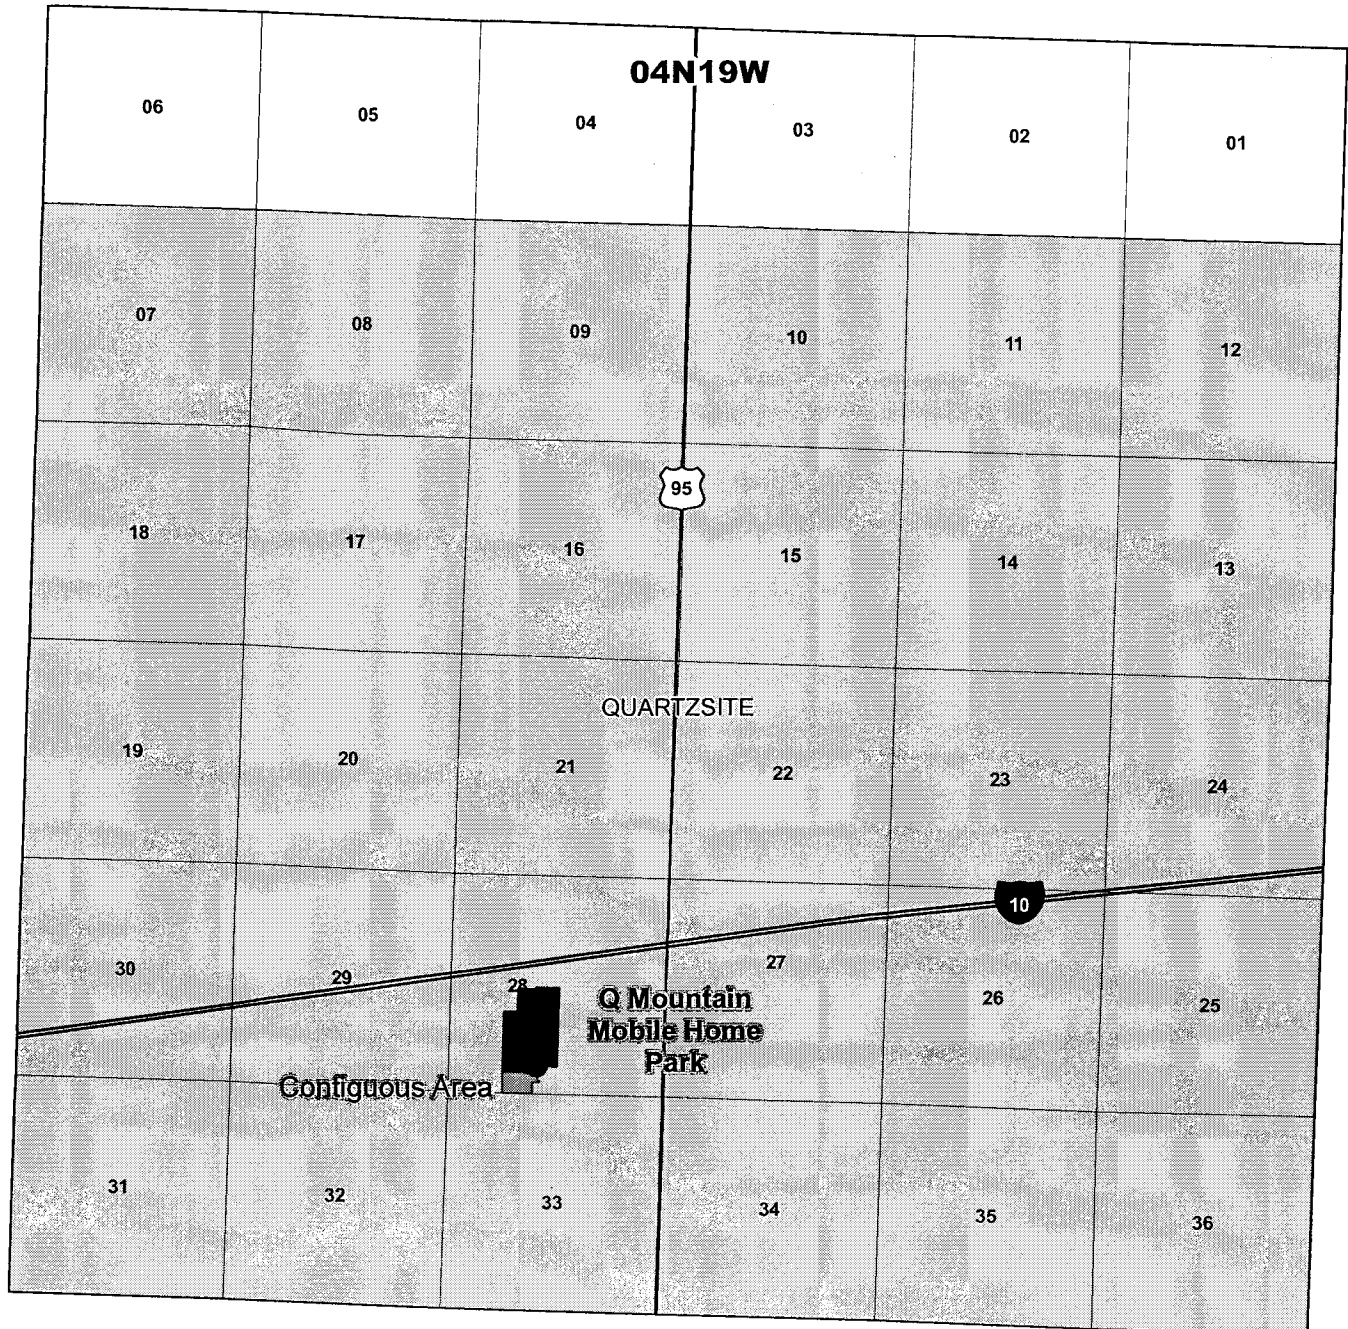 04N19W
06 05 04 03 02 01
07 08 09 10 11 12
95
18 17 16 15 14 13
QUARTZSITE
19 20 21 22 23 24
10
30 29 28 27 26 25
Q Mountain
Mobile Home
Park
Contiguous Area
31 32 33 34 35 36